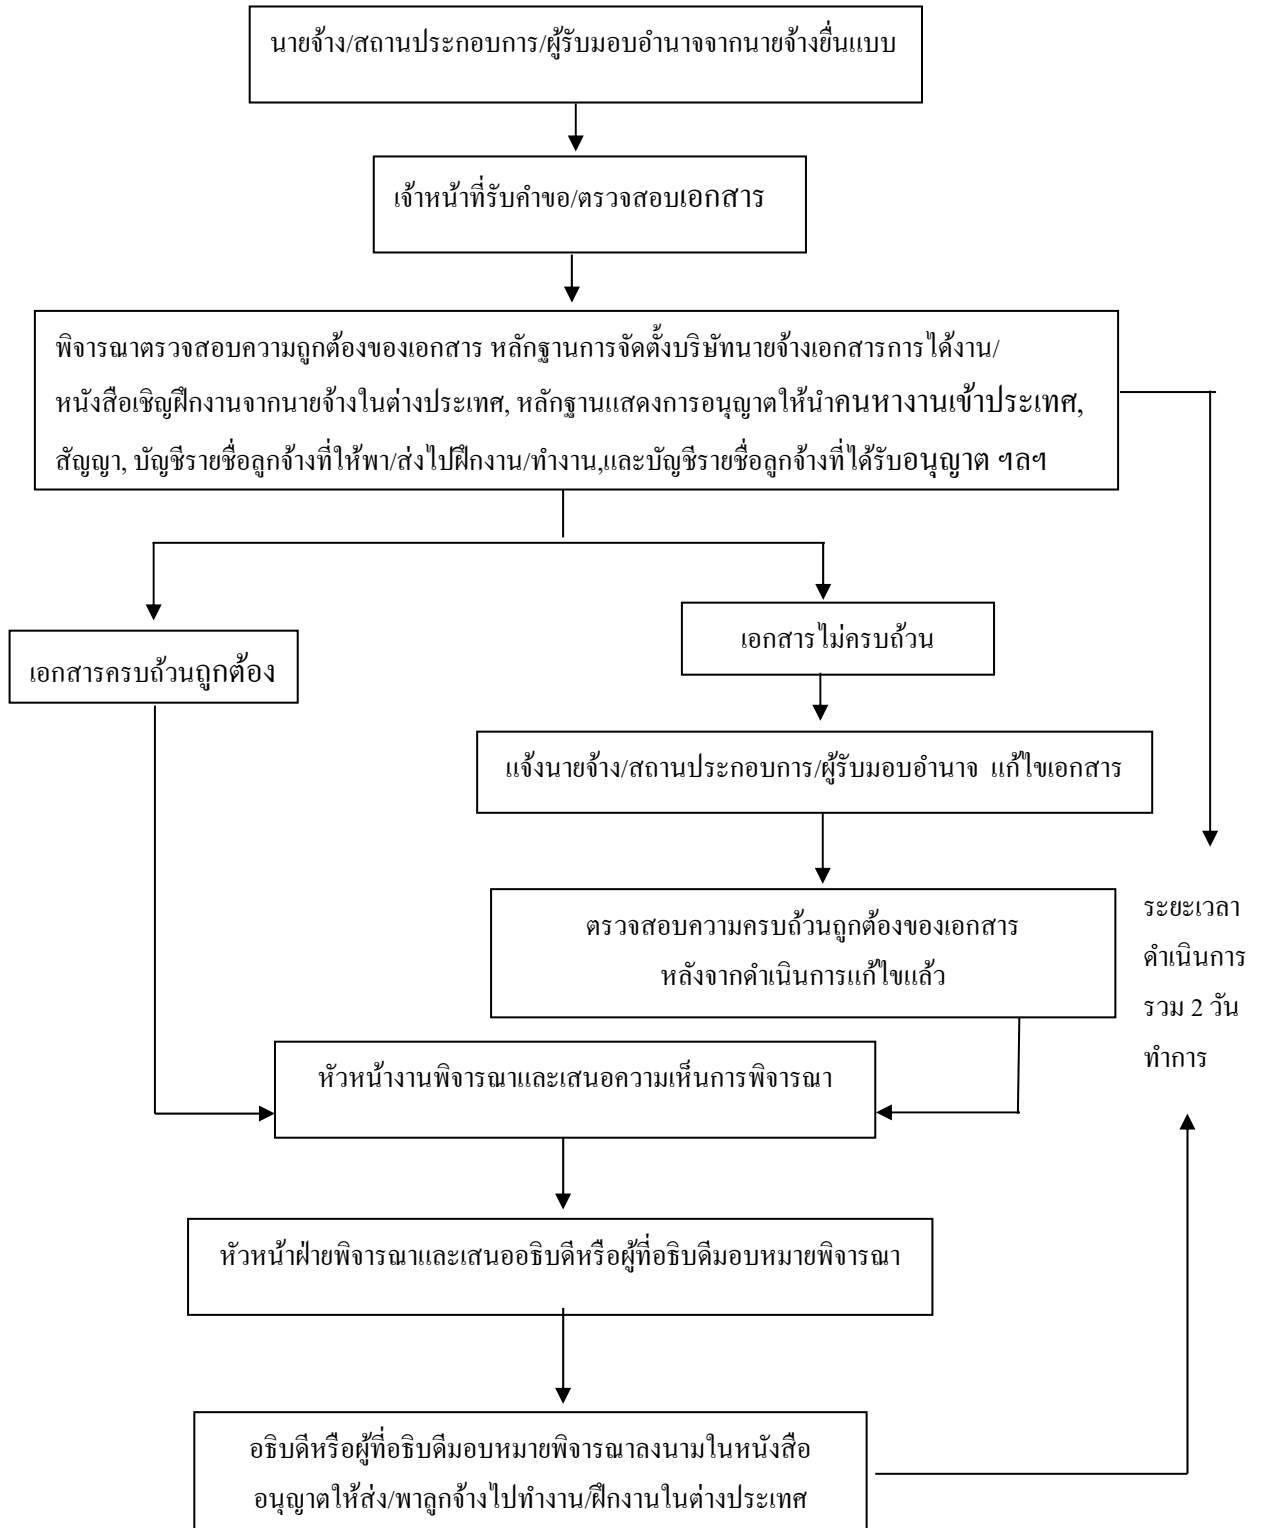 นายจ้าง/สถานประกอบการ/ผู้รับมอบอำนาจจากนายจ้างยื่นแบบ
เจ้าหน้าที่รับคำขอ/ตรวจสอบเอกสาร
พิจารณาตรวจสอบความถูกต้องของเอกสาร หลักฐานการจัดตั้งบริษัทนายจ้างเอกสารการได้งาน/
หนังสือเชิญฝึกงานจากนายจ้างในต่างประเทศ, หลักฐานแสดงการอนุญาตให้นำคนหางานเข้าประเทศ,
สัญญา, บัญชีรายชื่อลูกจ้างที่ให้พา/ส่งไปฝึกงาน/ทำงาน,และบัญชีรายชื่อลูกจ้างที่ได้รับอนุญาต ฯลฯ
เอกสารไม่ครบถ้วน
เอกสารครบถ้วนถูกต้อง
แจ้งนายจ้าง/สถานประกอบการ/ผู้รับมอบอำนาจ แก้ไขเอกสาร
ตรวจสอบความครบถ้วนถูกต้องของเอกสาร
หลังจากดำเนินการแก้ไขแล้ว
ระยะเวลา
ดำเนินการ
รวม 2 วัน
ทำการ
หัวหน้างานพิจารณาและเสนอความเห็นการพิจารณา
หัวหน้าฝ่ายพิจารณาและเสนออธิบดีหรือผู้ที่อธิบดีมอบหมายพิจารณา
อธิบดีหรือผู้ที่อธิบดีมอบหมายพิจารณาลงนามในหนังสือ
อนุญาตให้ส่ง/พาลูกจ้างไปทำงาน/ฝึกงานในต่างประเทศ